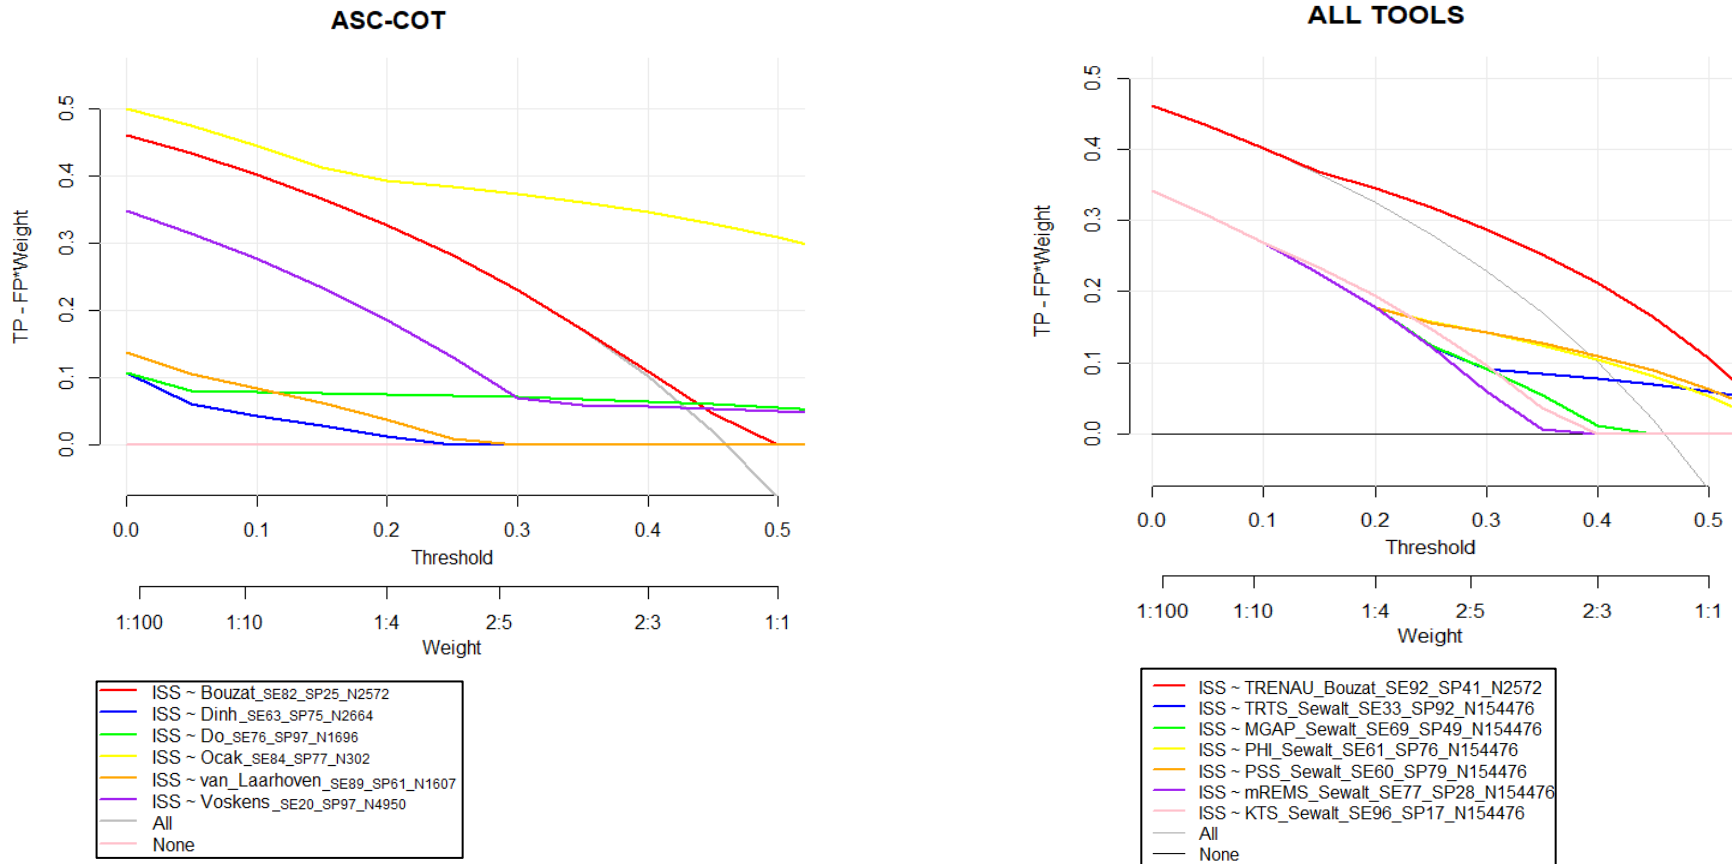 ASC-COT
TP - FP*Weight
0.5
0.4
0.3
0.2
0.1
0.0
0.0 0.1 0.2 0.3 0.4 0.5
Threshold
1:100 1:10 1:4 2:5 2:3 1:1
Weight
ISS ~ Bouzat_SE82_SP25_N2572
ISS ~ Dinh_SE63_SP75_N2664
ISS ~ Do_SE76_SP97_N1696
ISS ~ Ocak_SE84_SP77_N302
ISS ~ van_Laarhoven_SE89_SP61_N1607
ISS ~ Voskens_SE20_SP97_N4950
All
None
ALL TOOLS
TP - FP*Weight
0.5
0.4
0.3
0.2
0.1
0.0
0.0 0.1 0.2 0.3 0.4 0.5
Threshold
1:100 1:10 1:4 2:5 2:3 1:1
Weight
ISS ~ TRENAU_Bouzat_SE92_SP41_N2572
ISS ~ TRTS_Sewalt_SE33_SP92_N154476
ISS ~ MGAP_Sewalt_SE69_SP49_N154476
ISS ~ PHI_Sewalt_SE61_SP76_N154476
ISS ~ PSS_Sewalt_SE60_SP79_N154476
ISS ~ mREMS_Sewalt_SE77_SP28_N154476
ISS ~ KTS_Sewalt_SE96_SP17_N154476
All
None